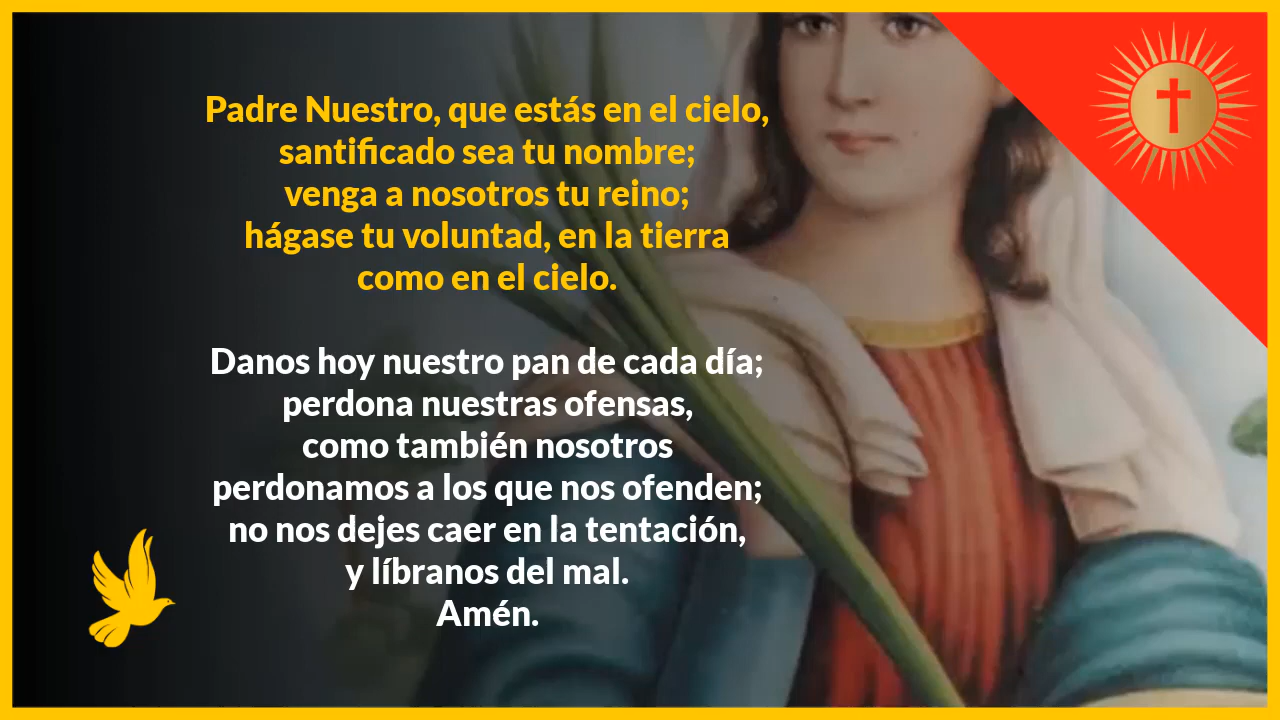 Padre Nuestro, que estás en el cielo,
santificado sea tu nombre;
venga a nosotros tu reino;
hágase tu voluntad, en la tierra
como en el cielo.
Danos hoy nuestro pan de cada día;
perdona nuestras ofensas,
como también nosotros
perdonamos a los que nos ofenden;
no nos dejes caer en la tentación,
y líbranos del mal.
Amén.